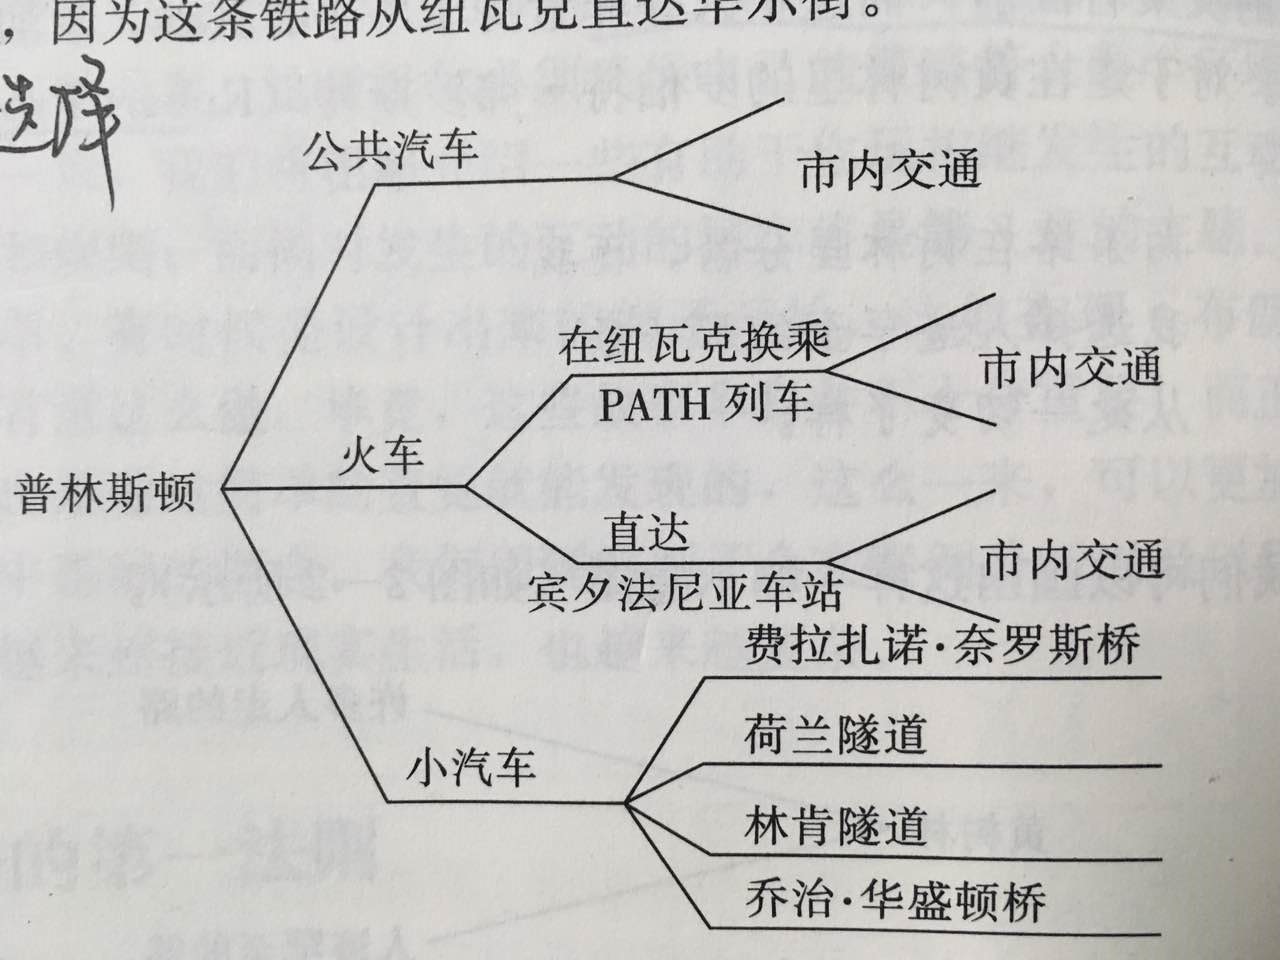 ，因为这条铁路从纽瓦克直达华尔街。
选择
公共汽车
市内交通
在纽瓦克换乘
市内交通
PATH 列车
火车
普林斯顿
直达
市内交通
宾夕法尼亚车站
费拉扎诺·奈罗斯桥
荷兰隧道
小汽车
林肯隧道
乔治·华盛顿桥